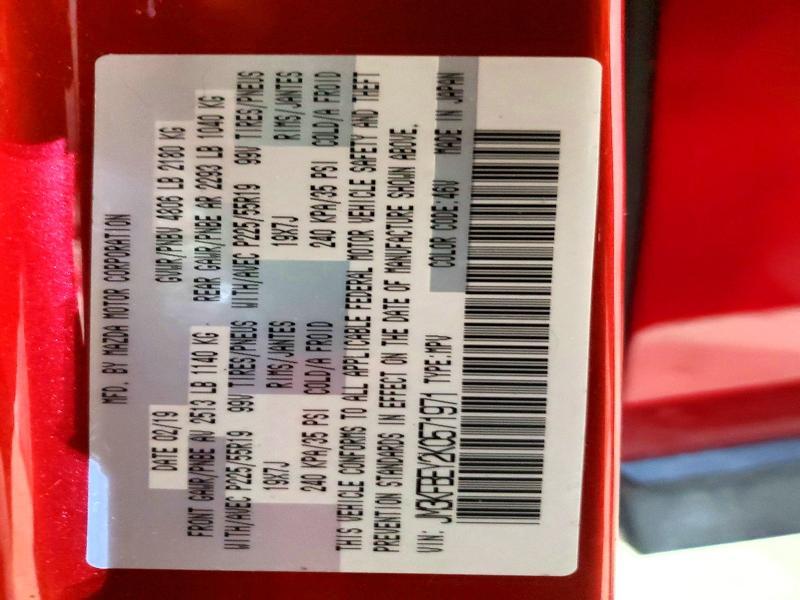 MFD. BY MAZDA MOTOR CORPORATION
DATE 02/19 GVWR/PNBV 4806 LB 2180 KG
FRONT GAWR/PNBE AV 2513 LB 1140 KG REAR GAWR/PNBE AR 2293 LB 1040 KG
WITH/AVEC P225/55R19 99V TIRES/PNEUS WITH/AVEC P225/55R19 99V TIRES/PNEUS
19X7J RIMS/JANTES 19X7J RIMS/JANTES
240 KPA/35 PSI COLD/A FROID 240 KPA/35 PSI COLD/A FROID
THIS VEHICLE CONFORMS TO ALL APPLICABLE FEDERAL MOTOR VEHICLE SAFETY AND THEFT
PREVENTION STANDARDS IN EFFECT ON THE DATE OF MANUFACTURE SHOWN ABOVE.
VIN: JM3KFBEY2K0571971 TYPE:MPV COLOR CODE:46V MADE IN JAPAN